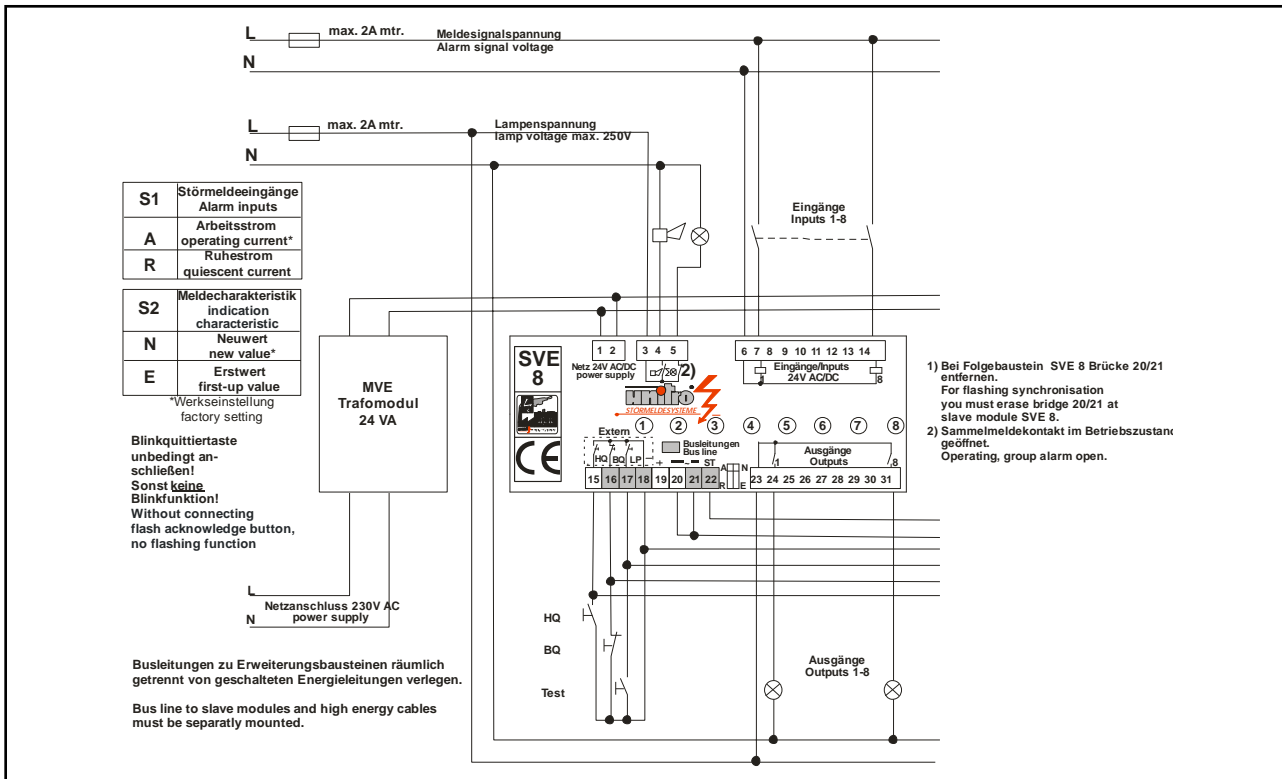 L
max. 2A mtr.
Meldesignalspannung
Alarm signal voltage
N
L
max. 2A mtr.
Lampenspannung
lamp voltage max. 250V
N
S1
Störmeldeeingänge
Alarm inputs
A
Arbeitsstrom
operating current*
R
Ruhestrom
quiescent current
S2
Meldecharakteristik
indication
characteristic
N
Neuwert
new value*
E
Erstwert
first-up value
*Werkseinstellung
factory setting
Blinkquittiertaste
unbedingt an-
schließen!
Sonst keine
Blinkfunktion!
Without connecting
flash acknowledge button,
no flashing function
MVE
Trafomodul
24 VA
L
Netzanschluss 230V AC
N
power supply
Busleitungen zu Erweiterungsbausteinen räumlich
getrennt von geschalteten Energieleitungen verlegen.
Bus line to slave modules and high energy cables
must be separatly mounted.
Eingänge
Inputs 1-8
SVE
8
1 2
3 4 5
6 7 8 9 10 11 12 13 14
Netz 24V AC/DC
power supply
2)
1
Eingänge/Inputs
24V AC/DC
8
STÖRMELDESYSTEME
CE
1 2 3 4 5 6 7 8
Extern
HQ BQ LP
Busleitungen
Bus line
+ – ~ ST
A N
R E
Ausgänge
Outputs
1
8
15 16 17 18 19 20 21 22
23 24 25 26 27 28 29 30 31
HQ
BQ
Test
Ausgänge
Outputs 1-8
1) Bei Folgebaustein SVE 8 Brücke 20/21
entfernen.
For flashing synchronisation
you must erase bridge 20/21 at
slave module SVE 8.
2) Sammelmeldekontakt im Betriebszustand
geöffnet.
Operating, group alarm open.